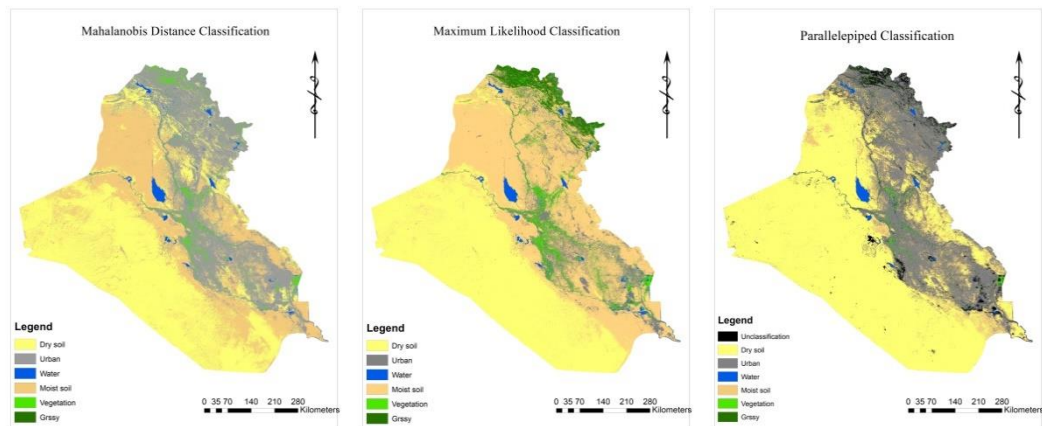 Mahalanobis Distance Classification
Legend
Dry soil
Urban
Water
Moist soil
Vegetation
Grssy
0 35 70 140 210 280
Kilometers
Maximum Likelihood Classification
Legend
Dry soil
Urban
Water
Moist soil
Vegetation
Grssy
0 35 70 140 210 280
Kilometers
Parallelepiped Classification
Legend
Unclassification
Dry soil
Urban
Water
Moist soil
Vegetation
Grssy
0 35 70 140 210 280
Kilometers